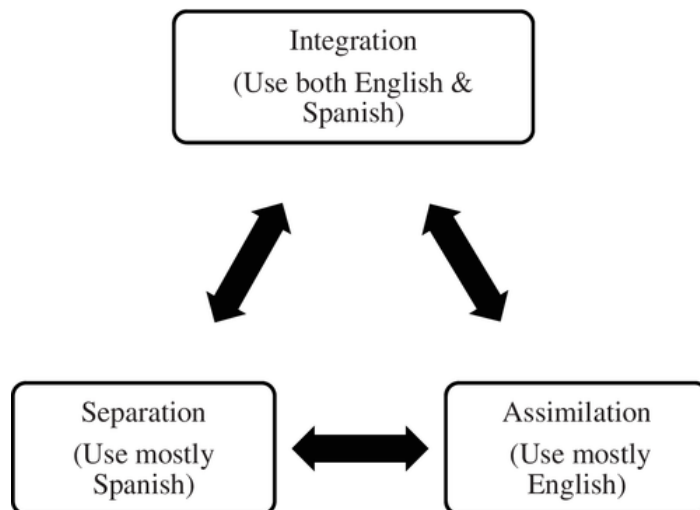 Integration
(Use both English &
Spanish)
Separation
(Use mostly
Spanish)
Assimilation
(Use mostly
English)